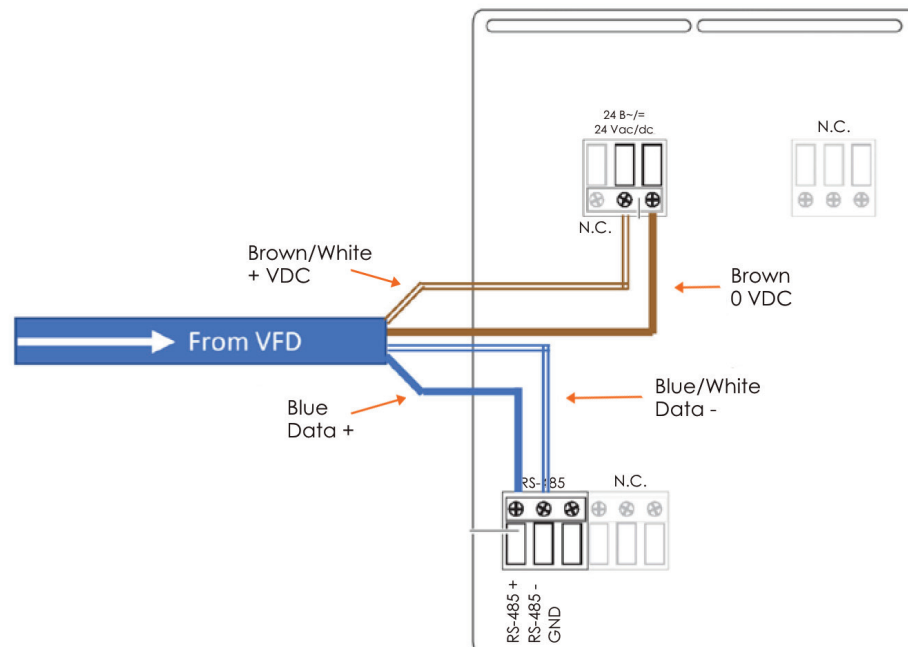 24 B~/=
24 Vac/dc
N.C.
N.C.
Brown/White
+ VDC
Brown
0 VDC
From VFD
Blue
Data +
Blue/White
Data -
RS-485
N.C.
RS-485 +
RS-485 -
GND